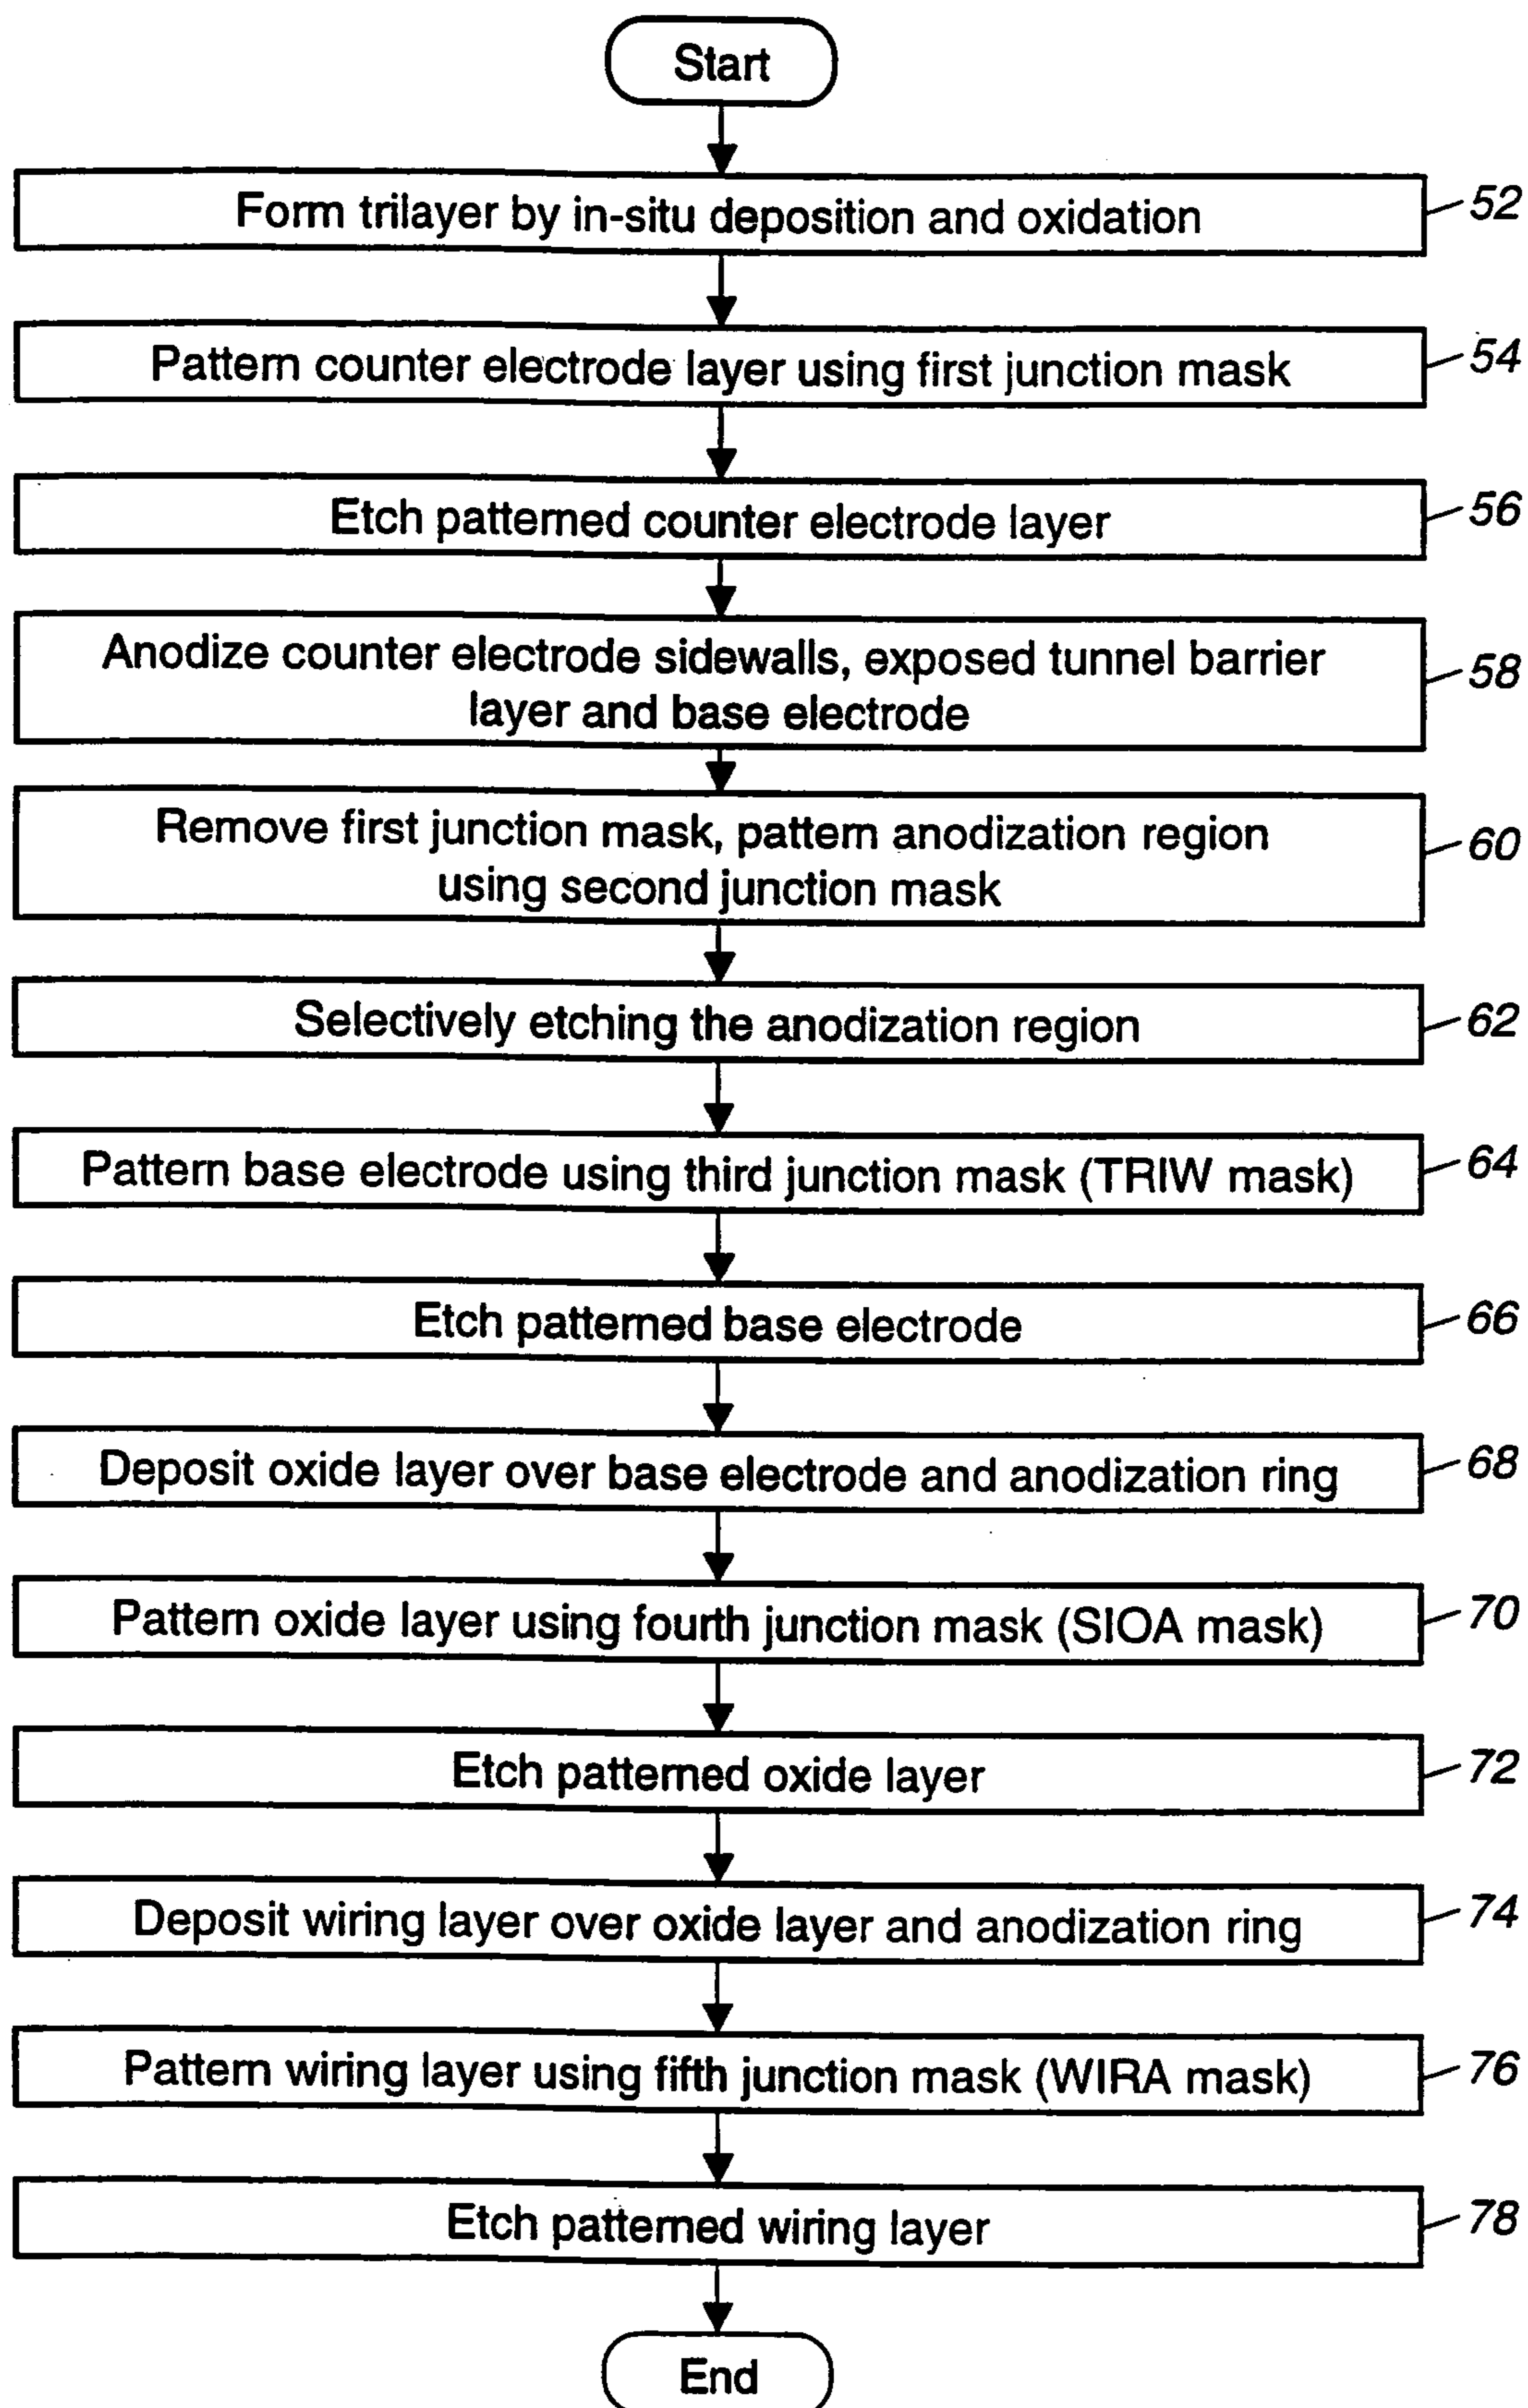 Start
Form trilayer by in-situ deposition and oxidation
52
Pattern counter electrode layer using first junction mask
54
Etch patterned counter electrode layer
56
Anodize counter electrode sidewalls, exposed tunnel barrier
layer and base electrode
58
Remove first junction mask, pattern anodization region
using second junction mask
60
Selectively etching the anodization region
62
Pattern base electrode using third junction mask (TRIW mask)
64
Etch patterned base electrode
66
Deposit oxide layer over base electrode and anodization ring
68
Pattern oxide layer using fourth junction mask (SIOA mask)
70
Etch patterned oxide layer
72
Deposit wiring layer over oxide layer and anodization ring
74
Pattern wiring layer using fifth junction mask (WIRA mask)
76
Etch patterned wiring layer
78
End